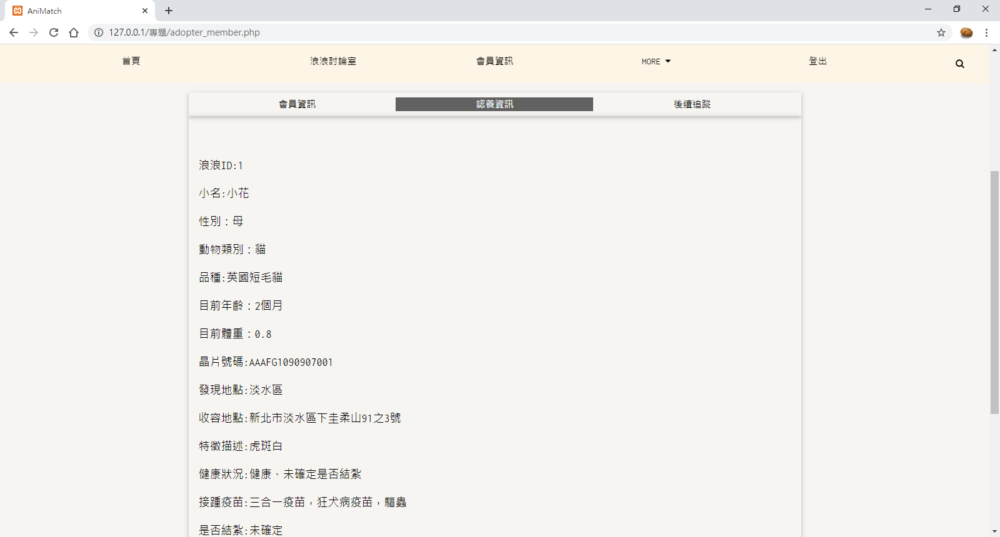 AniMatch
127.0.0.1/專題/adopter_member.php
首頁 浪浪討論室 會員資訊 MORE 登出
會員資訊 認養資訊 後續追蹤
浪浪ID:1
小名:小花
性別：母
動物類別：貓
品種:英國短毛貓
目前年齡：2個月
目前體重：0.8
晶片號碼:AAAFG1090907001
發現地點:淡水區
收容地點:新北市淡水區下圭柔山91之3號
特徵描述:虎斑白
健康狀況:健康、未確定是否結紮
接踵疫苗:三合一疫苗，狂犬病疫苗，驅蟲
是否結紮:未確定